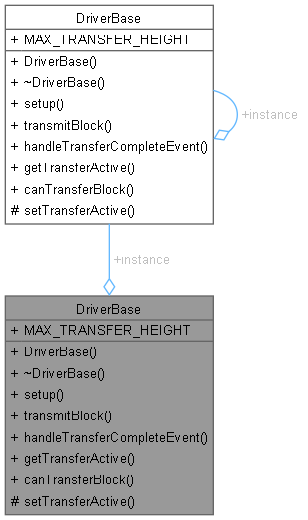 DriverBase
+ MAX_TRANSFER_HEIGHT
+ DriverBase()
+ ~DriverBase()
+ setup()
+ transmitBlock()
+ handleTransferCompleteEvent()
+ getTransferActive()
+ canTransferBlock()
# setTransferActive()
+instance
+instance
DriverBase
+ MAX_TRANSFER_HEIGHT
+ DriverBase()
+ ~DriverBase()
+ setup()
+ transmitBlock()
+ handleTransferCompleteEvent()
+ getTransferActive()
+ canTransferBlock()
# setTransferActive()